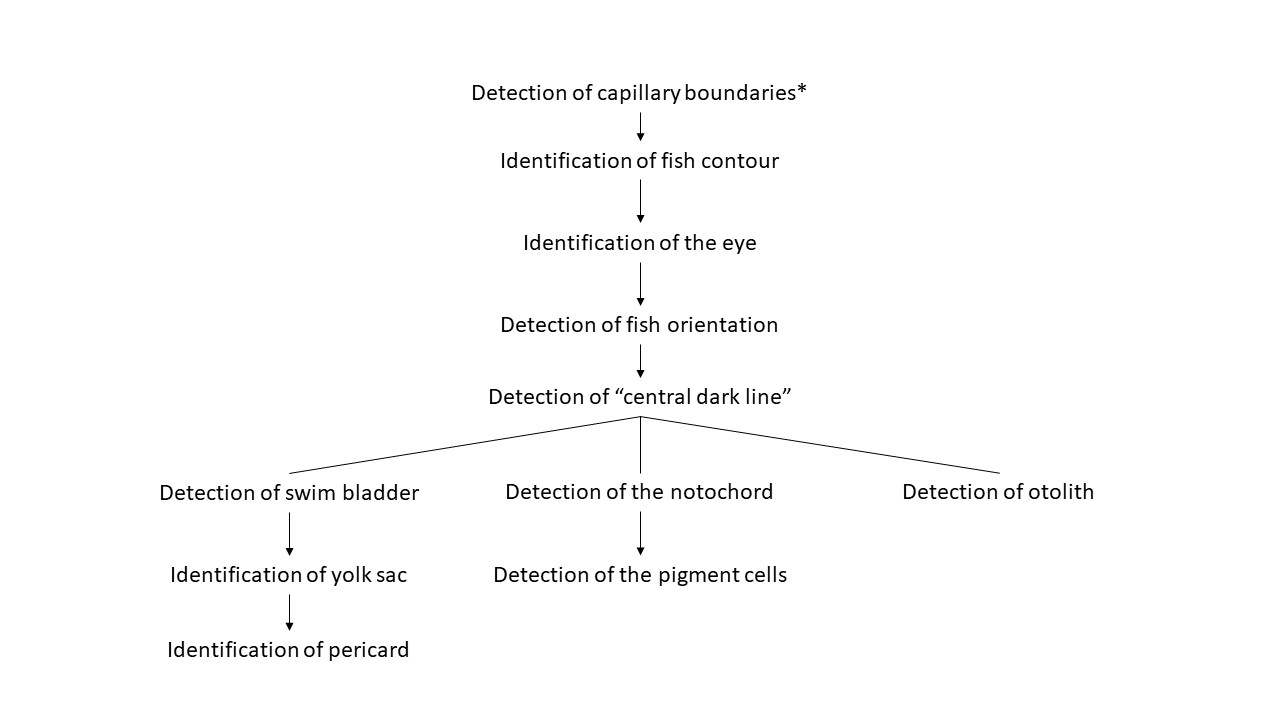 Detection of capillary boundaries*
Identification of fish contour
Identification of the eye
Detection of fish orientation
Detection of “central dark line”
Detection of swim bladder
Detection of the notochord
Detection of otolith
Identification of yolk sac
Detection of the pigment cells
Identification of pericard